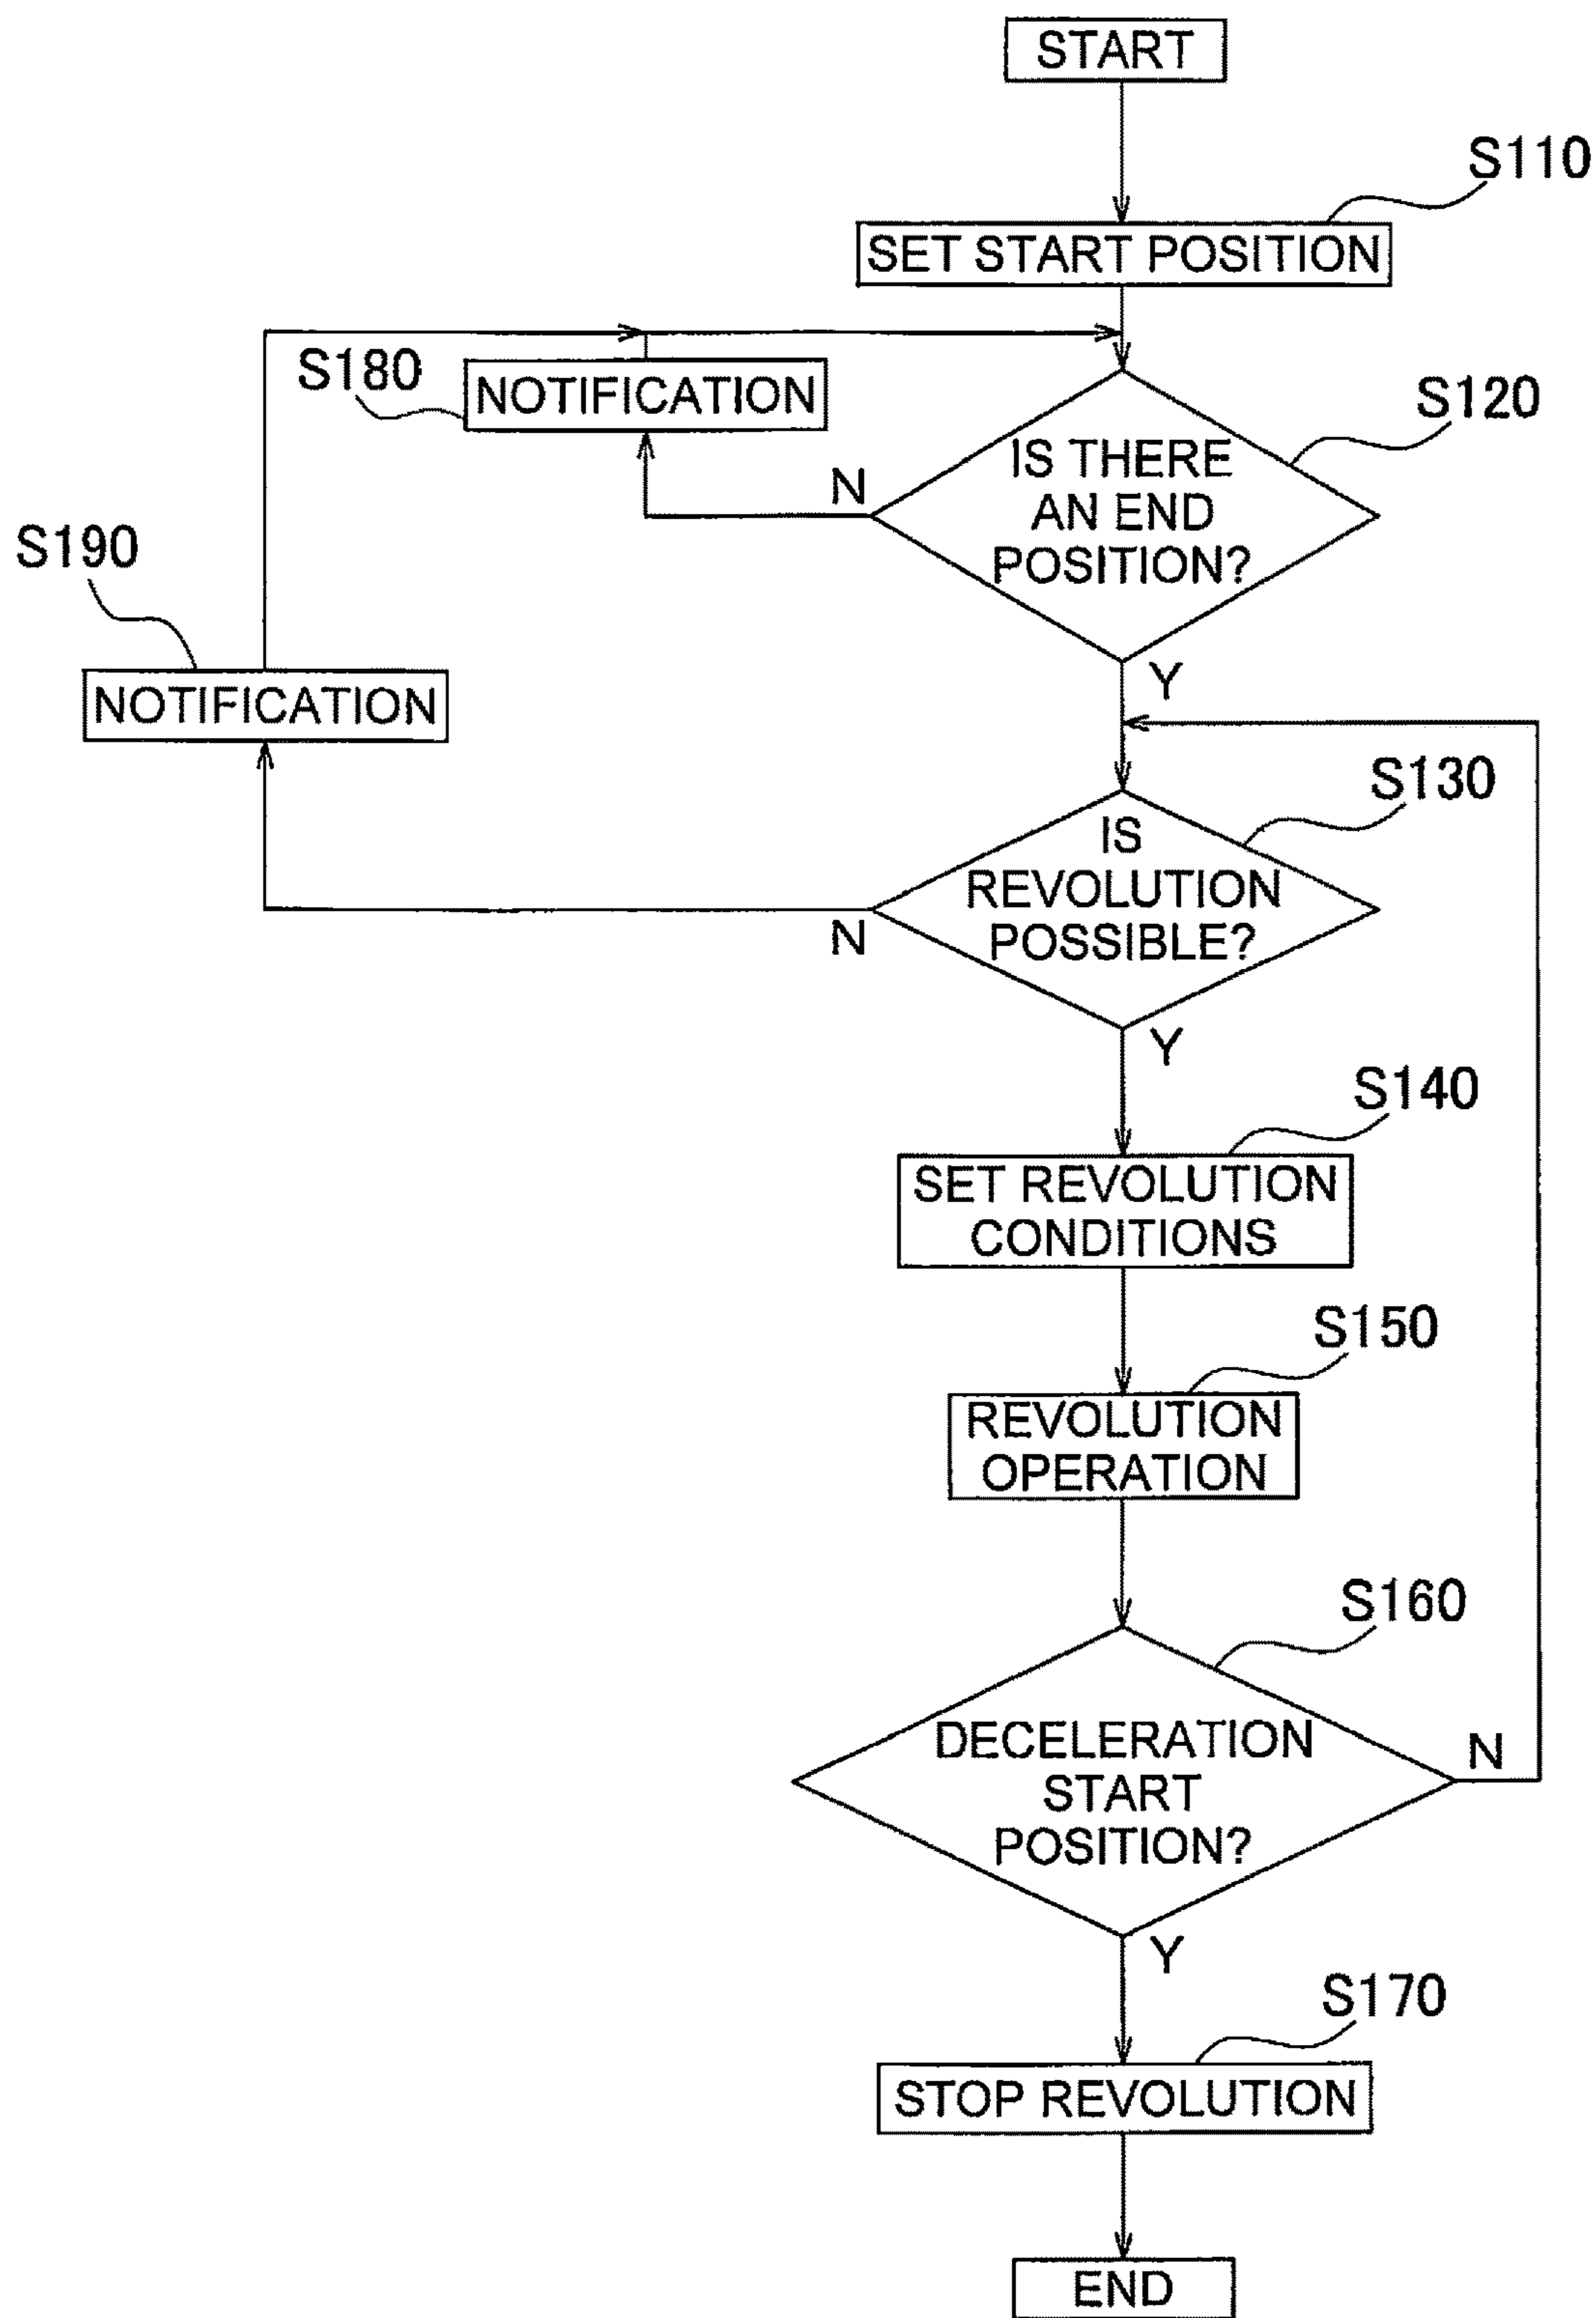 START
S110
SET START POSITION
S180
NOTIFICATION
S120
IS THERE
AN END
POSITION?
N
Y
S190
NOTIFICATION
S130
IS
REVOLUTION
POSSIBLE?
N
Y
S140
SET REVOLUTION
CONDITIONS
S150
REVOLUTION
OPERATION
S160
DECELERATION
START
POSITION?
N
Y
S170
STOP REVOLUTION
END